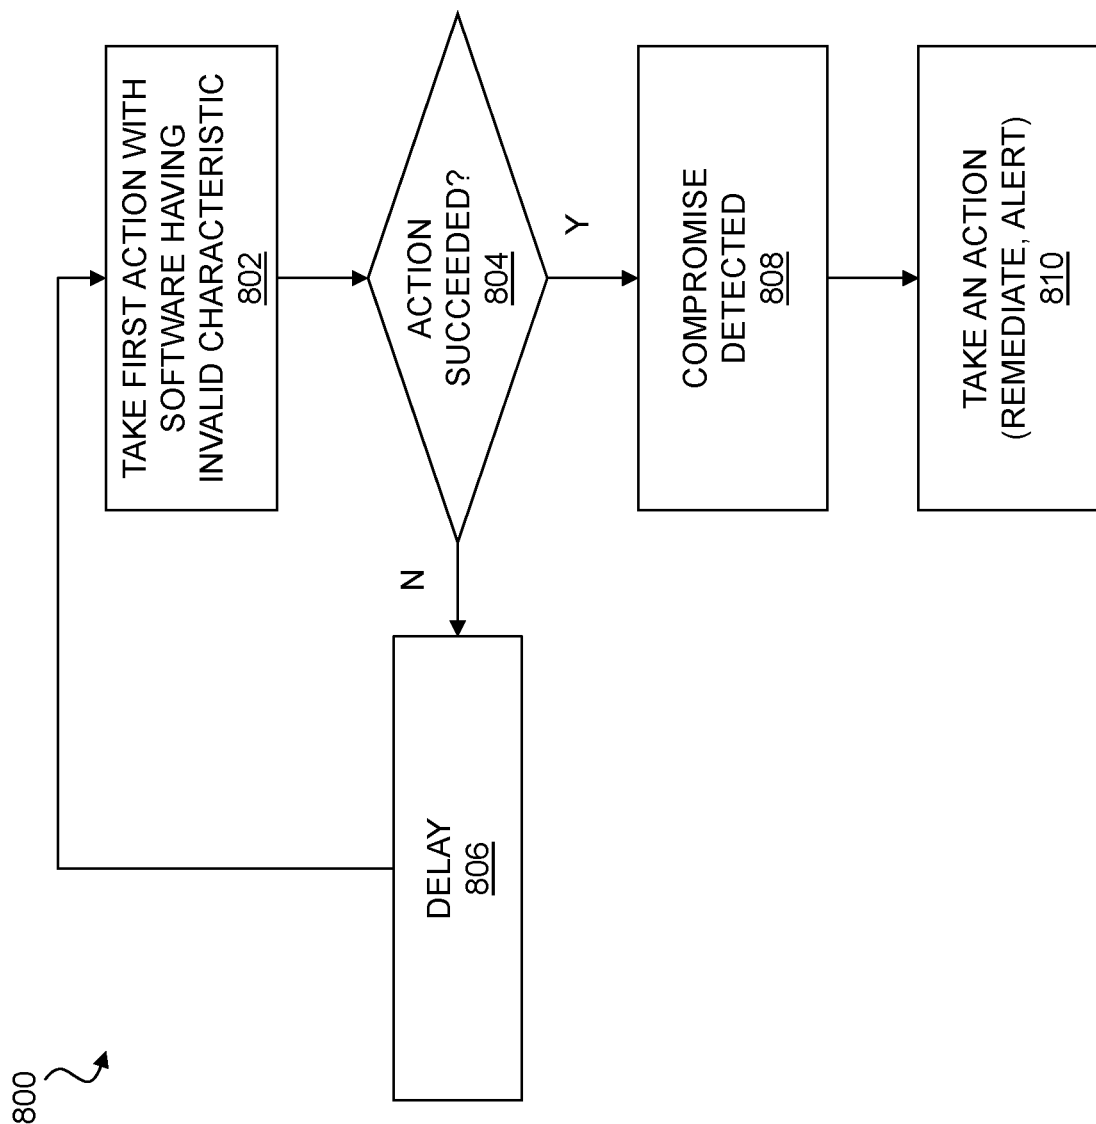 800
TAKE FIRST ACTION WITH
SOFTWARE HAVING
INVALID CHARACTERISTIC
802
ACTION
SUCCEEDED?
804
N
Y
DELAY
806
COMPROMISE
DETECTED
808
TAKE AN ACTION
(REMEDIATE, ALERT)
810